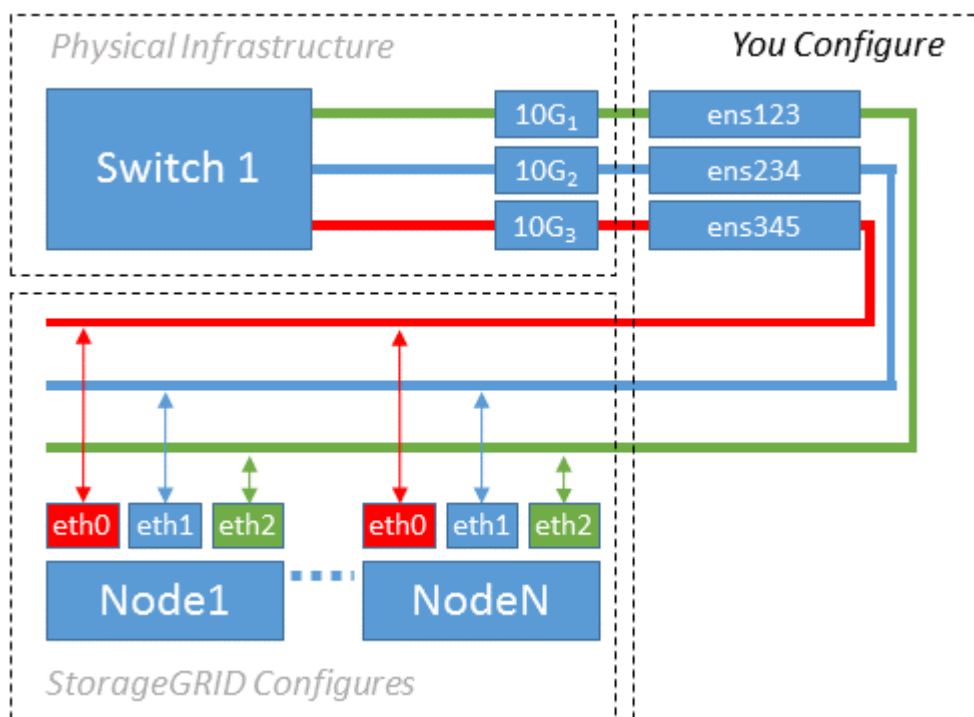 Physical Infrastructure
You Configure
Switch 1
10G₁
ens123
10G₂
ens234
10G₃
ens345
eth0
eth1
eth2
eth0
eth1
eth2
Node1
NodeN
StorageGRID Configures